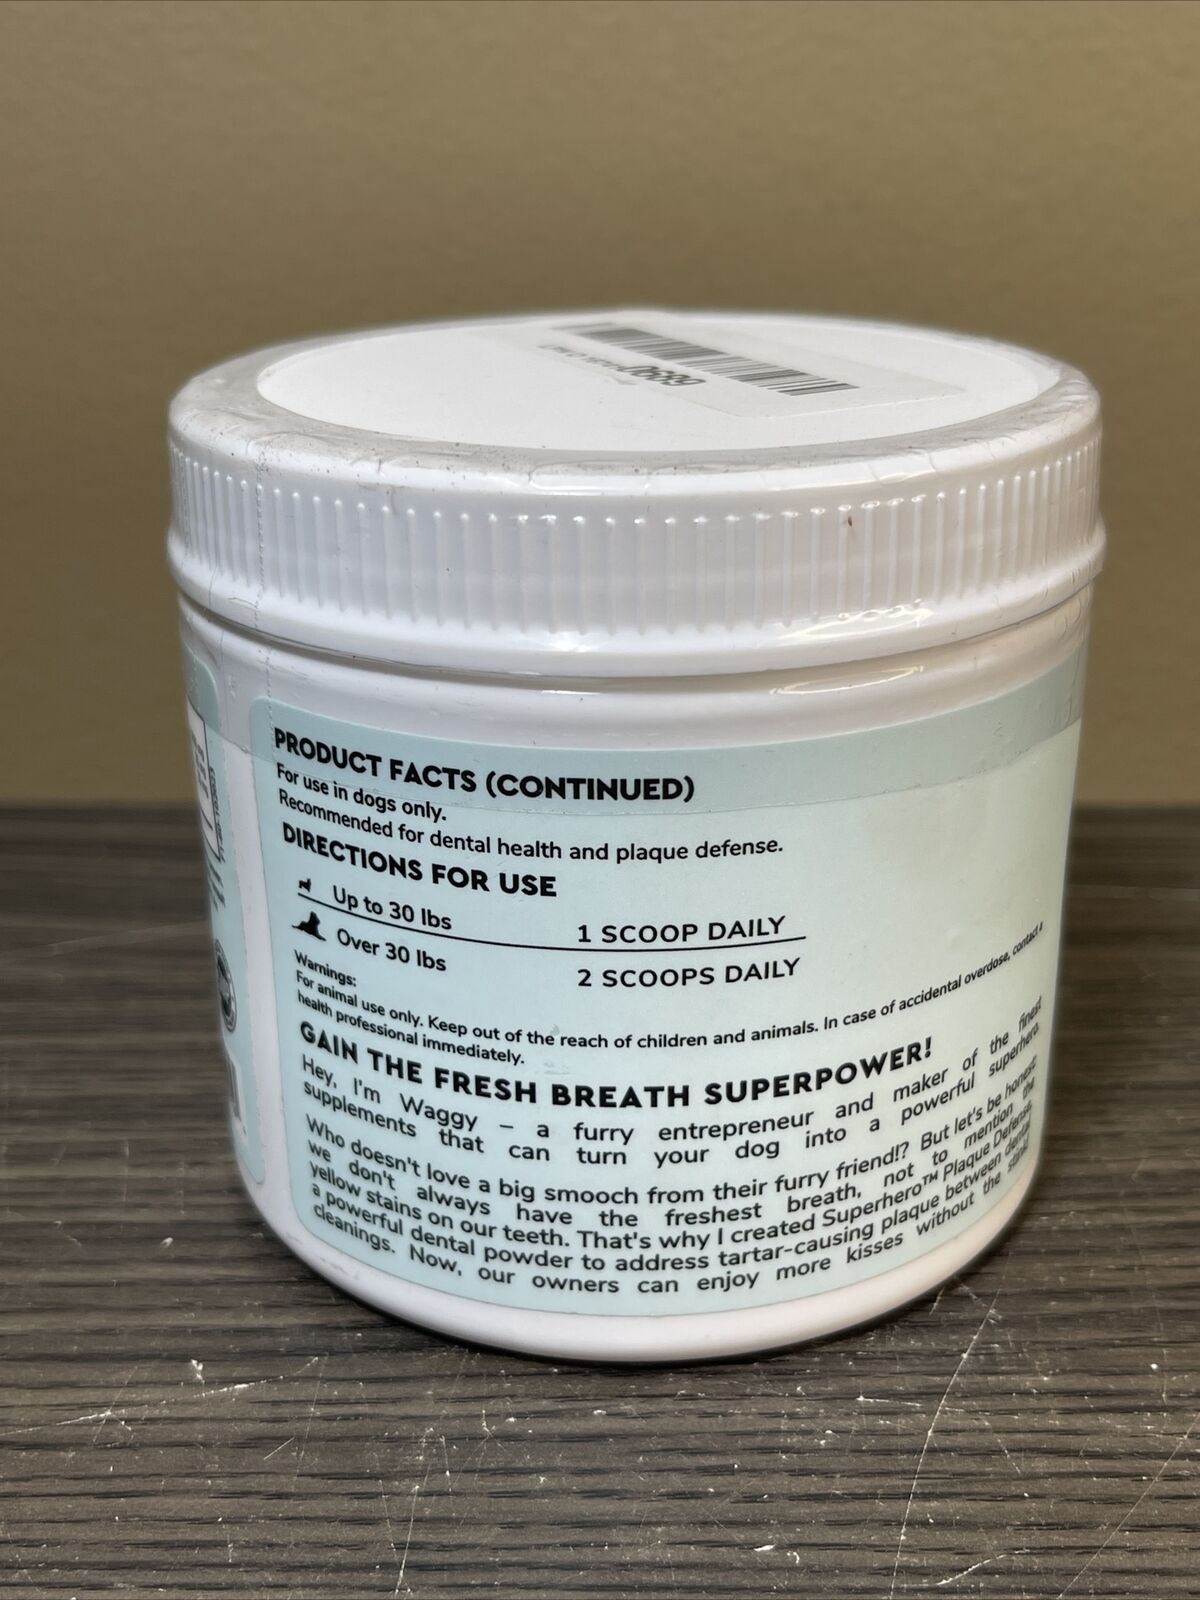 PRODUCT FACTS (CONTINUED)
For use in dogs only.
Recommended for dental health and plaque defense.
DIRECTIONS FOR USE
Up to 30 lbs 1 SCOOP DAILY
Over 30 lbs 2 SCOOPS DAILY
Warnings:
For animal use only. Keep out of the reach of children and animals. In case of accidental overdose, contact a
health professional immediately.
GAIN THE FRESH BREATH SUPERPOWER!
Hey, I'm Waggy – a furry entrepreneur and maker of the finest
supplements that can turn your dog into a powerful superhero.
Who doesn't love a big smooch from their furry friend!? But let's be honest:
we don't always have the freshest breath, not to mention the
yellow stains on our teeth. That's why I created Superhero™ Plaque Defense,
a powerful dental powder to address tartar-causing plaque between dental
cleanings. Now, our owners can enjoy more kisses without the stink!